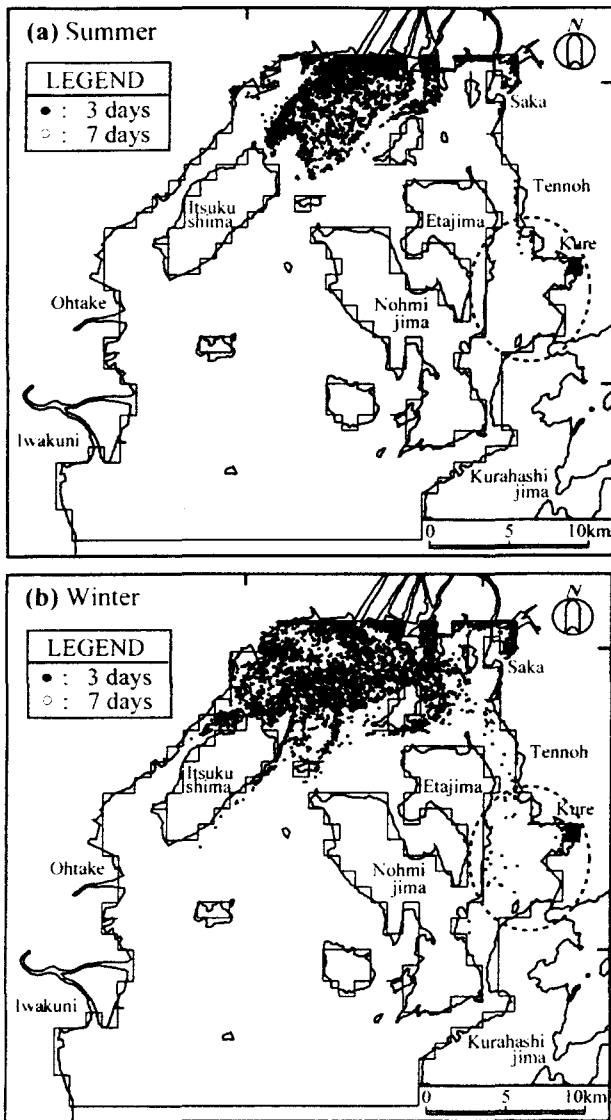 (a) Summer
N
LEGEND
● : 3 days
○ : 7 days
Saka
Tennoh
Itsuku
shima
Etajima
Kure
Ohtake
Nohmi
jima
Iwakuni
Kurahashi
jima
0 5 10km
(b) Winter
N
LEGEND
● : 3 days
○ : 7 days
Saka
Tennoh
Itsuku
shima
Etajima
Kure
Ohtake
Nohmi
jima
Iwakuni
Kurahashi
jima
0 5 10km